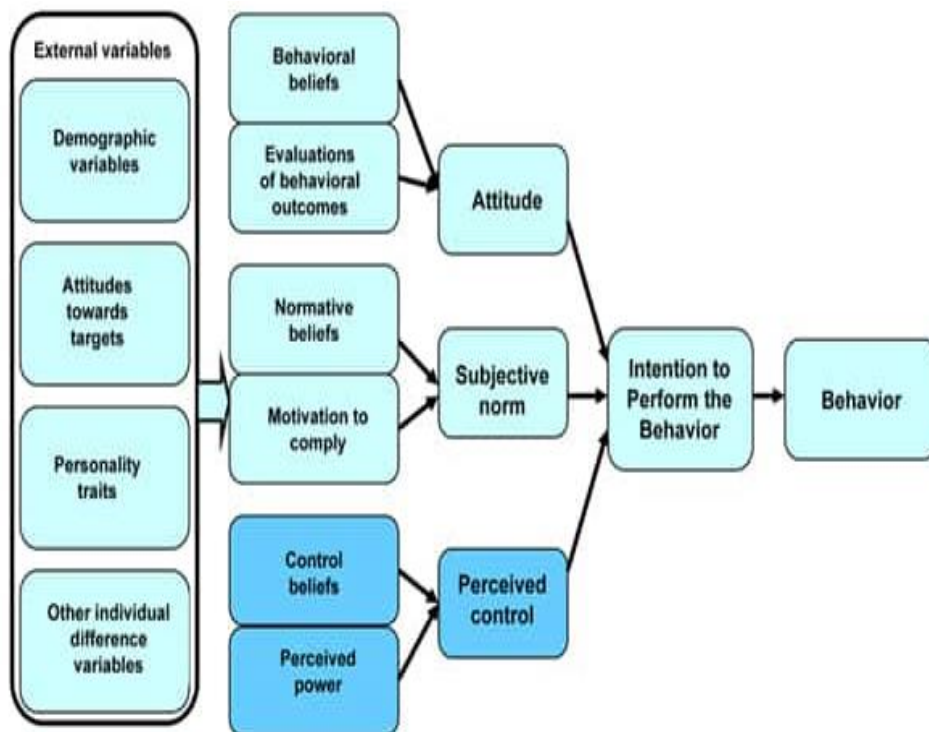 External variables
Demographic
variables
Attitudes
towards
targets
Personality
traits
Other individual
difference
variables
Behavioral
beliefs
Evaluations
of behavioral
outcomes
Normative
beliefs
Motivation to
comply
Control
beliefs
Perceived
power
Attitude
Subjective
norm
Perceived
control
Intention to
Perform the
Behavior
Behavior